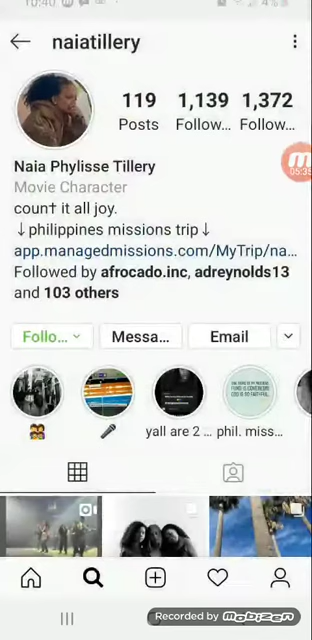 naiatillery
119 1,139 1,372
Posts Follow... Follow...
Naia Phylisse Tillery
Movie Character
coun† it all joy.
↓philippines missions trip↓
app.managedmissions.com/MyTrip/na...
Followed by afrocado.inc, adreynolds13
and 103 others
Follo... Messa... Email
yall are 2 ... phil. miss...
Recorded by mobizen